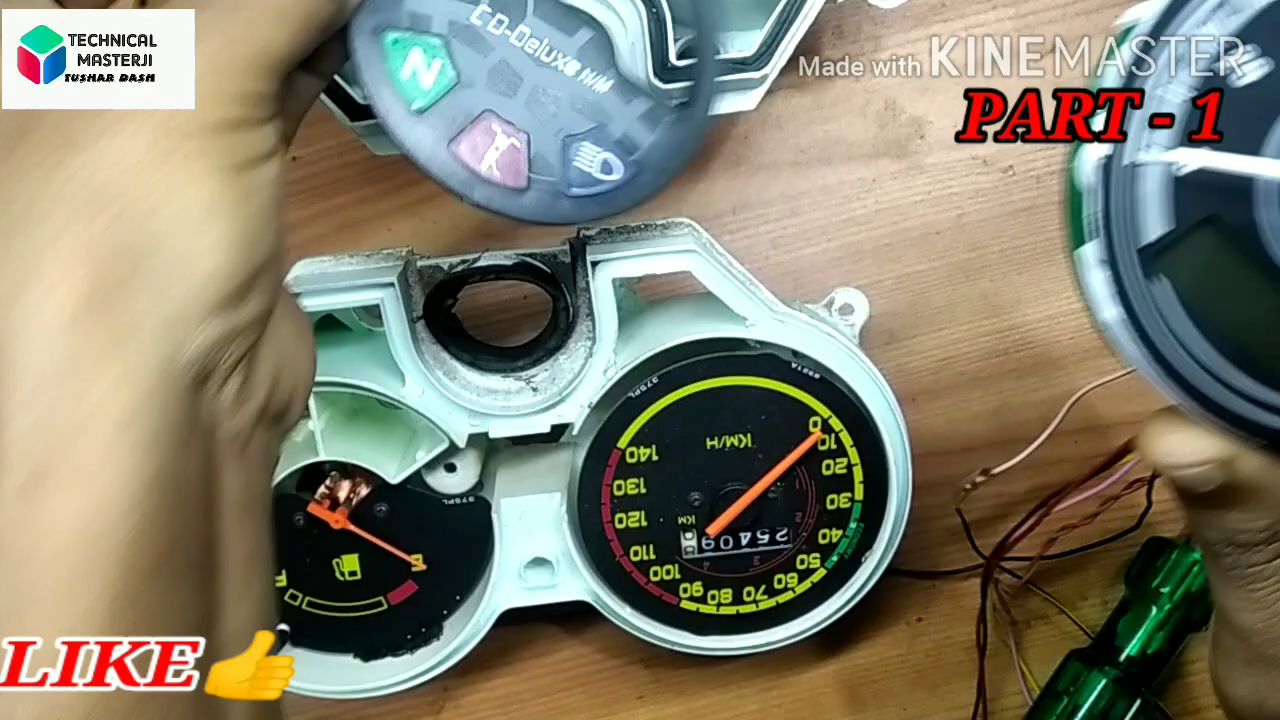 TECHNICAL
MASTERJI
TUSHAR DASH
Made with KINEMASTER
PART - 1
CD-Deluxe
N
KM/H
0
10
20
30
40
50
60
70
80
90
100
110
120
130
140
KM
F
E
LIKE